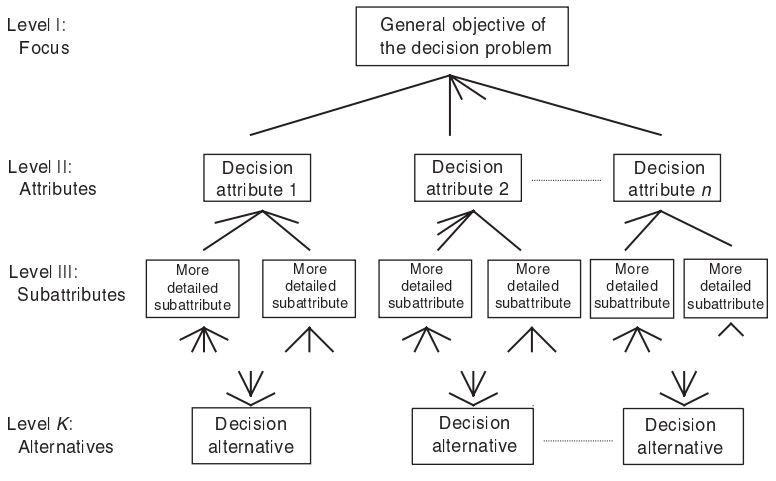 Level I:
Focus
General objective of
the decision problem
Level II:
Attributes
Decision
attribute 1
Decision
attribute 2
Decision
attribute n
Level III:
Subattributes
More
detailed
subattribute
More
detailed
subattribute
More
detailed
subattribute
More
detailed
subattribute
More
detailed
subattribute
More
detailed
subattribute
Level K:
Alternatives
Decision
alternative
Decision
alternative
Decision
alternative